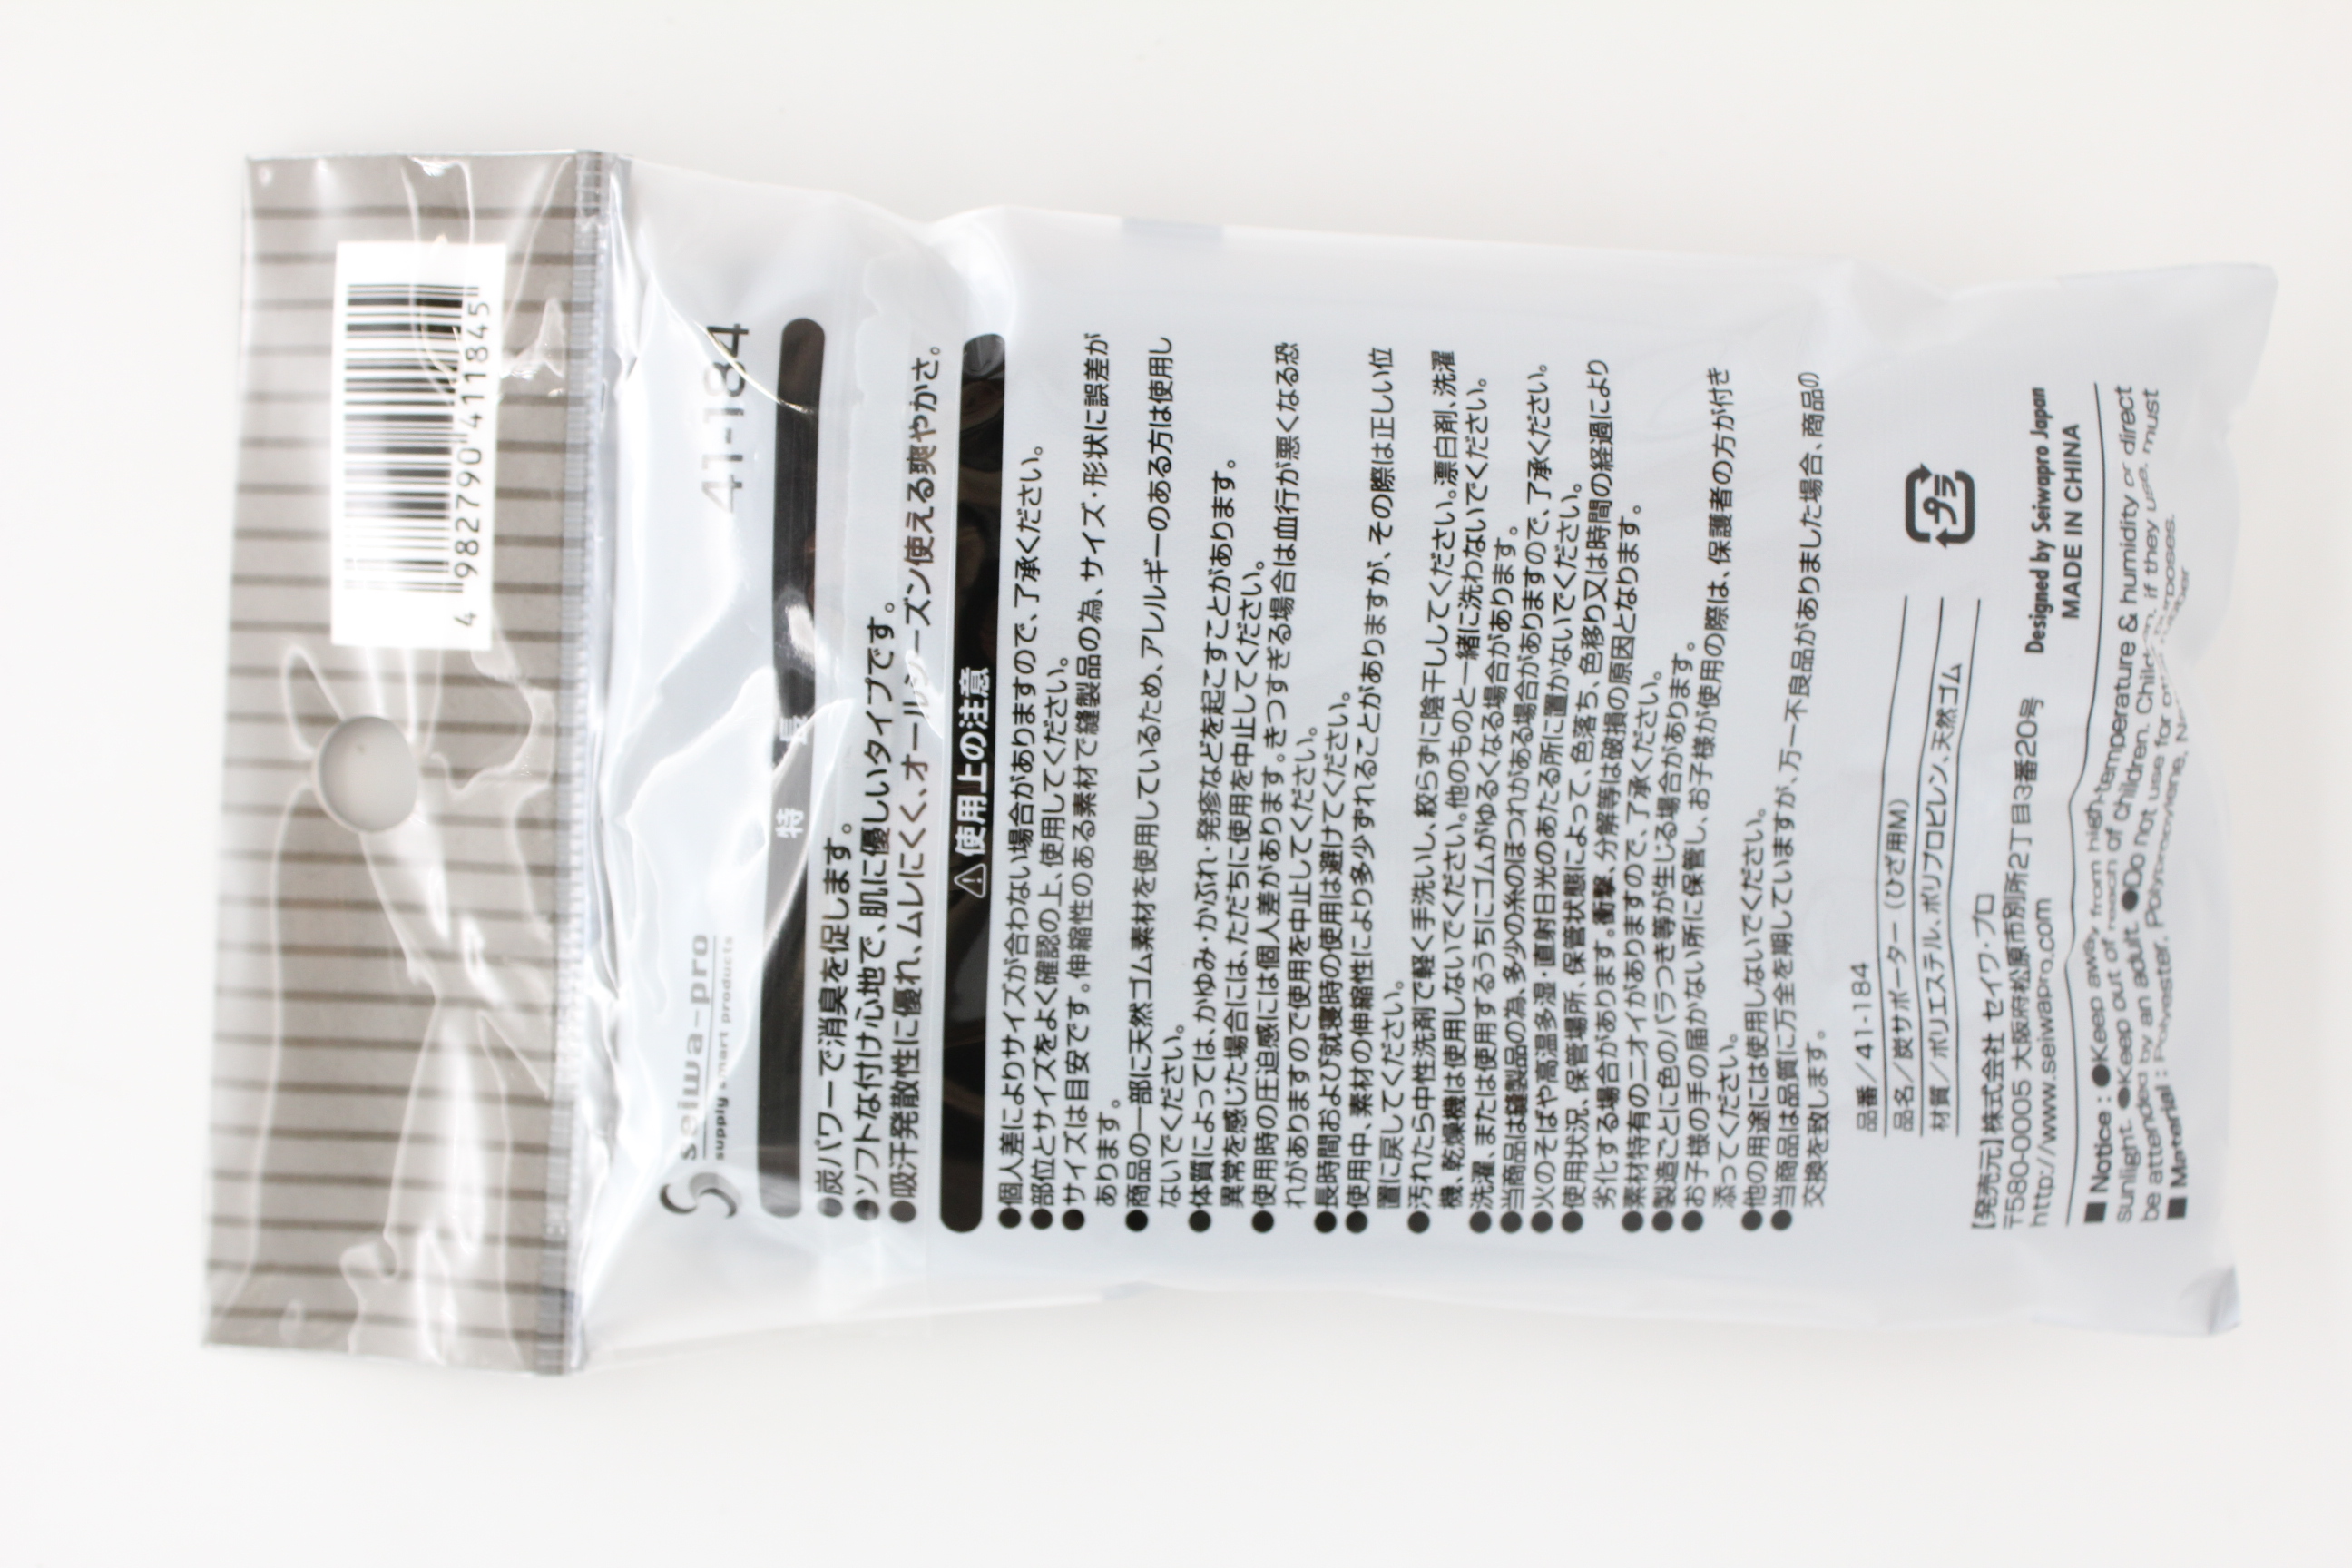 4 982790 411845
seiwa-pro
supply smart products
41-184
特 長
●炭パワーで消臭を促します。
●ソフトな付け心地で、肌に優しいタイプです。
●吸汗発散性に優れ、ムレにくく、オールシーズン使える爽やかさ。
⚠ 使用上の注意
●個人差によりサイズが合わない場合がありますので、了承ください。
●部位とサイズをよく確認の上、使用してください。
●サイズは目安です。伸縮性のある素材で縫製品の為、サイズ・形状に誤差が
あります。
●商品の一部に天然ゴム素材を使用しているため、アレルギーのある方は使用し
ないでください。
●体質によっては、かゆみ・かぶれ・発疹などを起こすことがあります。
異常を感じた場合には、ただちに使用を中止してください。
●使用時の圧迫感には個人差があります。きつすぎる場合は血行が悪くなる恐
れがありますので使用を中止してください。
●長時間および就寝時の使用は避けてください。
●使用中、素材の伸縮性により多少ずれることがありますが、その際は正しい位
置に戻してください。
●汚れたら中性洗剤で軽く手洗いし、絞らずに陰干ししてください。漂白剤、洗濯
機、乾燥機は使用しないでください。他のものと一緒に洗わないでください。
●洗濯、または使用するうちにゴムがゆるくなる場合があります。
●当商品は縫製品の為、多少の糸のほつれがある場合がありますので、了承ください。
●火のそばや高温多湿・直射日光のあたる所に置かないでください。
●使用状況、保管場所、保管状態によって、色落ち、色移り又は時間の経過により
劣化する場合があります。衝撃、分解等は破損の原因となります。
●素材特有のニオイがありますので、了承ください。
●製造ごとに色のバラつき等が生じる場合があります。
●お子様の手の届かない所に保管し、お子様が使用の際は、保護者の方が付き
添ってください。
●他の用途には使用しないでください。
●当商品は品質に万全を期していますが、万一不良品がありました場合、商品の
交換を致します。
品番／41-184
品名／炭サポーター（ひざ用M）
材質／ポリエステル、ポリプロピレン、天然ゴム
プラ
【発売元】株式会社 セイワ・プロ
〒580-0005 大阪府松原市別所2丁目3番20号
http://www.seiwapro.com
Designed by Seiwapro Japan
MADE IN CHINA
■ Notice : ●Keep away from high-temperature & humidity or direct
sunlight. ●Keep out of reach of children. Children, if they use, must
be attended by an adult. ●Do not use for other purposes.
■ Material : Polyester, Polypropylene, Natural rubber